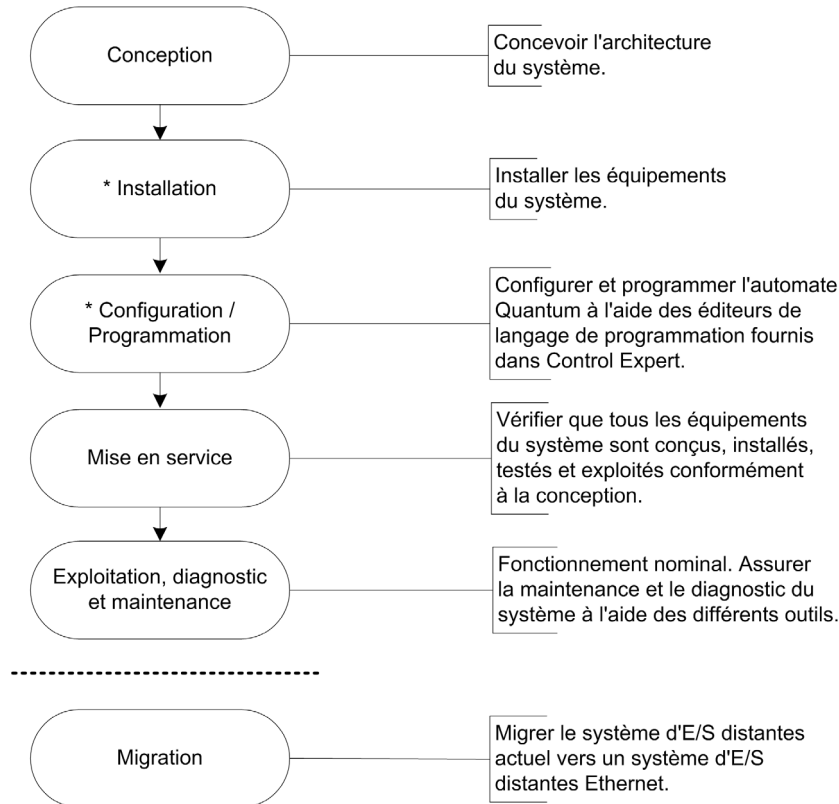 Conception
Concevoir l'architecture
du système.
* Installation
Installer les équipements
du système.
* Configuration /
Programmation
Configurer et programmer l'automate
Quantum à l'aide des éditeurs de
langage de programmation fournis
dans Control Expert.
Mise en service
Vérifier que tous les équipements
du système sont conçus, installés,
testés et exploités conformément
à la conception.
Exploitation, diagnostic
et maintenance
Fonctionnement nominal. Assurer
la maintenance et le diagnostic du
système à l'aide des différents outils.
Migration
Migrer le système d'E/S distantes
actuel vers un système d'E/S
distantes Ethernet.